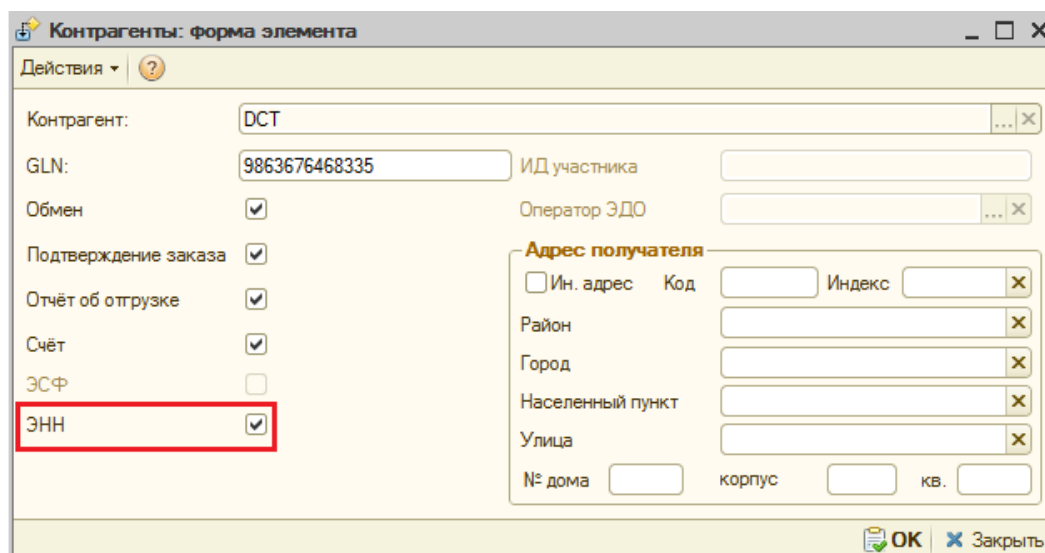 Контрагенты: форма элемента
Действия
Контрагент: DCT
GLN: 9863676468335 ИД участника
Обмен Оператор ЭДО
Подтверждение заказа Адрес получателя
Ин. адрес Код Индекс
Отчёт об отгрузке
Район
Счёт
Город
ЭСФ
Населенный пункт
ЭНН
Улица
№ дома корпус кв.
OK Закрыть